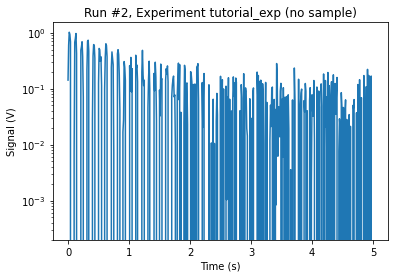 Run #2, Experiment tutorial_exp (no sample)
Signal (V)
10⁰
10⁻¹
10⁻²
10⁻³
0 1 2 3 4 5
Time (s)